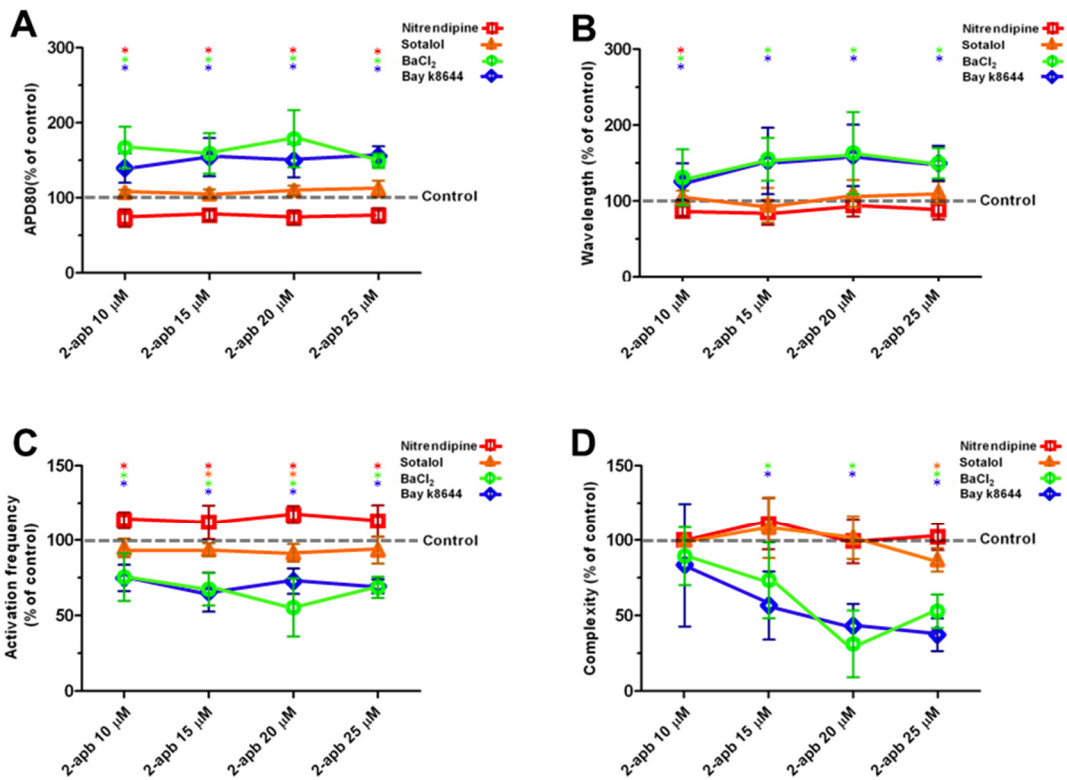 A
APD80(% of control)
300
200
100
0
* * * *
* * * *
* * * *
Nitrendipine
Sotalol
BaCl₂
Bay k8644
Control
2-apb 10 μM
2-apb 15 μM
2-apb 20 μM
2-apb 25 μM
B
Wavelength (% of control)
300
200
100
0
* * * *
* * * *
*
Nitrendipine
Sotalol
BaCl₂
Bay k8644
Control
2-apb 10 μM
2-apb 15 μM
2-apb 20 μM
2-apb 25 μM
C
Activation frequency
(% of control)
150
100
50
0
* * * *
* * * *
* * * *
* *
Nitrendipine
Sotalol
BaCl₂
Bay k8644
Control
2-apb 10 μM
2-apb 15 μM
2-apb 20 μM
2-apb 25 μM
D
Complexity (% of control)
150
100
50
0
* * *
* * *
*
Nitrendipine
Sotalol
BaCl₂
Bay k8644
Control
2-apb 10 μM
2-apb 15 μM
2-apb 20 μM
2-apb 25 μM